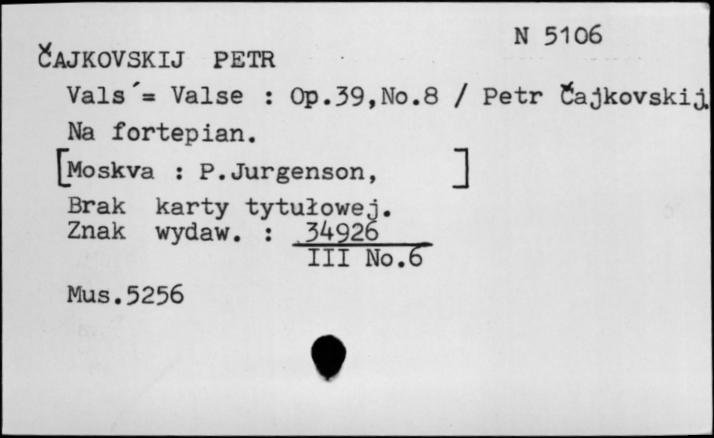 N 5106
ČAJKOVSKIJ PETR
Vals´= Valse : Op.39,No.8 / Petr Čajkovskij.
Na fortepian.
[Moskva : P.Jurgenson, ]
Brak karty tytułowej.
Znak wydaw. : 34926
III No.6
Mus.5256